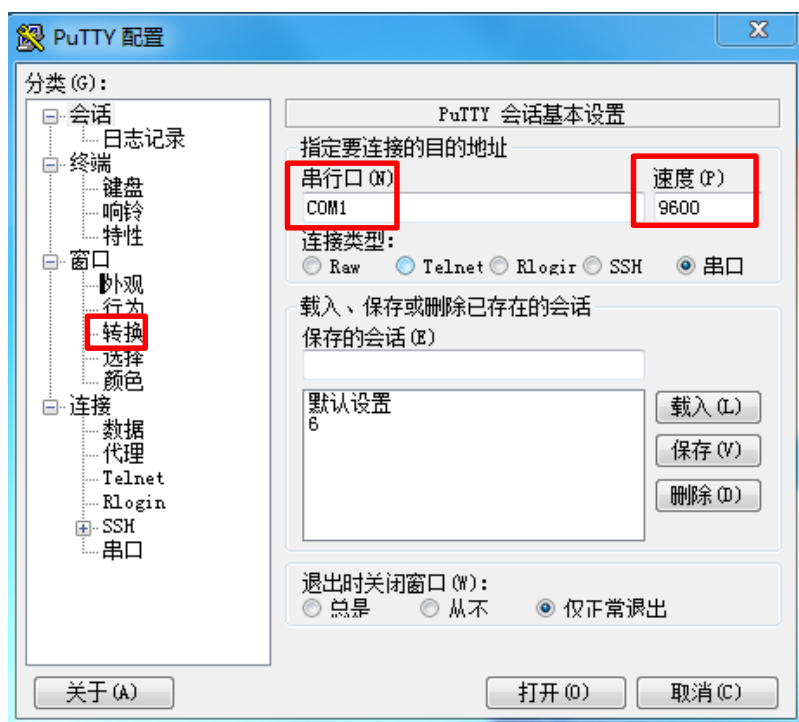 PuTTY 配置
分类(G):
会话
日志记录
终端
键盘
响铃
特性
窗口
外观
行为
转换
选择
颜色
连接
数据
代理
Telnet
Rlogin
SSH
串口
PuTTY 会话基本设置
指定要连接的目的地址
串行口(N) 速度(P)
COM1 9600
连接类型:
Raw Telnet Rlogir SSH 串口
载入、保存或删除已存在的会话
保存的会话(E)
默认设置
6
载入(L)
保存(V)
删除(D)
退出时关闭窗口(W):
总是 从不 仅正常退出
关于(A) 打开(O) 取消(C)